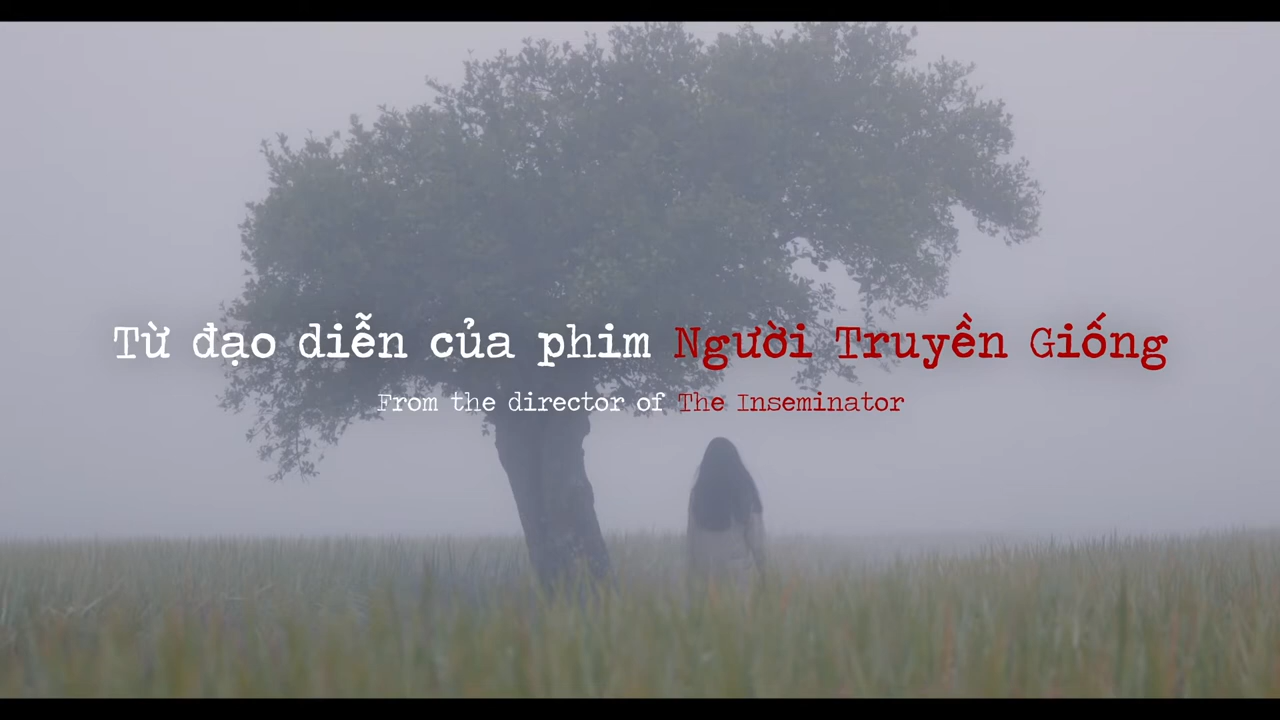 Từ đạo diễn của phim Người Truyền Giống
From the director of The Inseminator